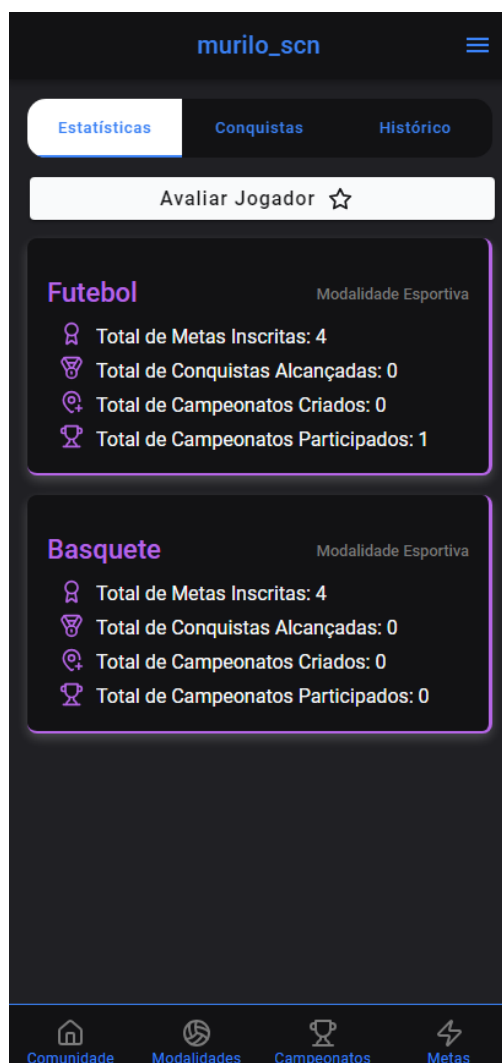 murilo_scn
Estatísticas Conquistas Histórico
Avaliar Jogador
Futebol Modalidade Esportiva
Total de Metas Inscritas: 4
Total de Conquistas Alcançadas: 0
Total de Campeonatos Criados: 0
Total de Campeonatos Participados: 1
Basquete Modalidade Esportiva
Total de Metas Inscritas: 4
Total de Conquistas Alcançadas: 0
Total de Campeonatos Criados: 0
Total de Campeonatos Participados: 0
Comunidade Modalidades Campeonatos Metas